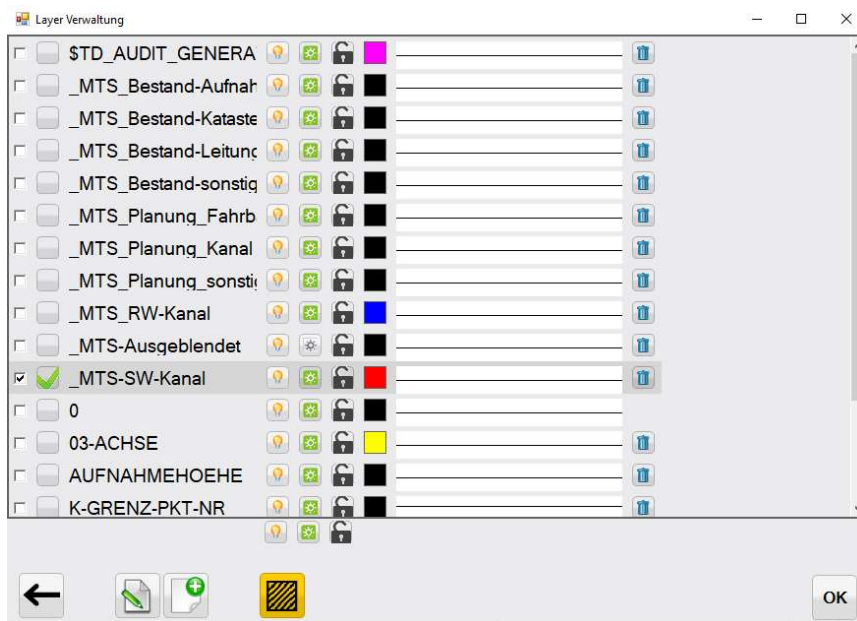 Layer Verwaltung
$TD_AUDIT_GENERA
_MTS_Bestand-Aufnah
_MTS_Bestand-Kataste
_MTS_Bestand-Leitung
_MTS_Bestand-sonstig
_MTS_Planung_Fahrb
_MTS_Planung_Kanal
_MTS_Planung_sonsti
_MTS_RW-Kanal
_MTS-Ausgeblendet
_MTS-SW-Kanal
0
03-ACHSE
AUFNAHMEHOEHE
K-GRENZ-PKT-NR
OK